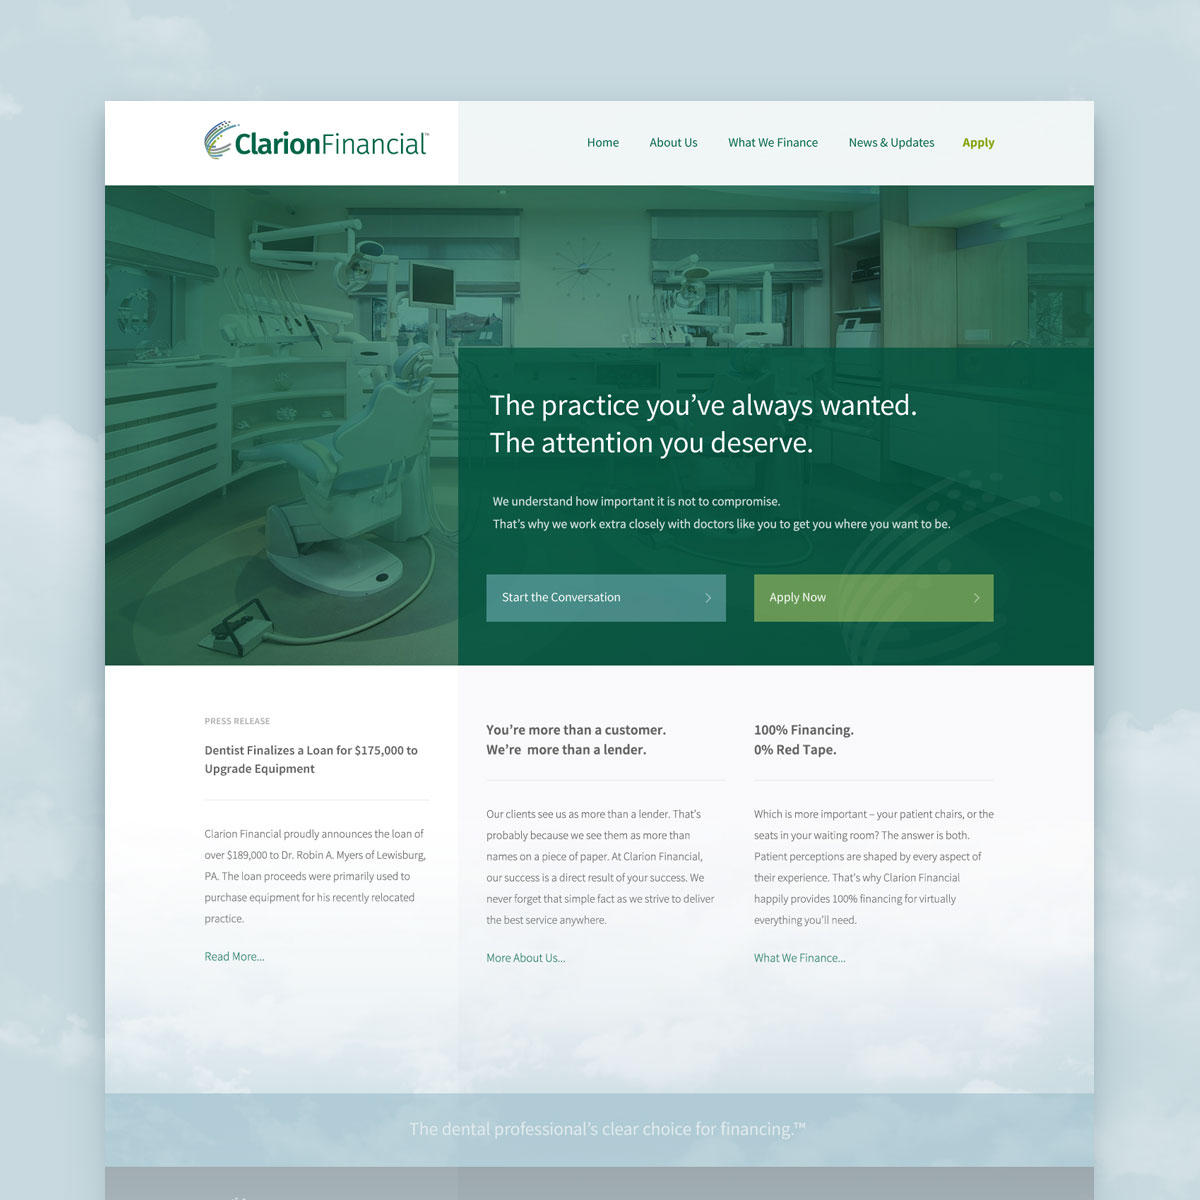 ClarionFinancial™
Home
About Us
What We Finance
News & Updates
Apply
The practice you’ve always wanted.
The attention you deserve.
We understand how important it is not to compromise.
That’s why we work extra closely with doctors like you to get you where you want to be.
Start the Conversation
Apply Now
PRESS RELEASE
Dentist Finalizes a Loan for $175,000 to
Upgrade Equipment
Clarion Financial proudly announces the loan of
over $189,000 to Dr. Robin A. Myers of Lewisburg,
PA. The loan proceeds were primarily used to
purchase equipment for his recently relocated
practice.
Read More...
You’re more than a customer.
We’re more than a lender.
Our clients see us as more than a lender. That’s
probably because we see them as more than
names on a piece of paper. At Clarion Financial,
our success is a direct result of your success. We
never forget that simple fact as we strive to deliver
the best service anywhere.
More About Us...
100% Financing.
0% Red Tape.
Which is more important – your patient chairs, or the
seats in your waiting room? The answer is both.
Patient perceptions are shaped by every aspect of
their experience. That’s why Clarion Financial
happily provides 100% financing for virtually
everything you’ll need.
What We Finance...
The dental professional’s clear choice for financing.™